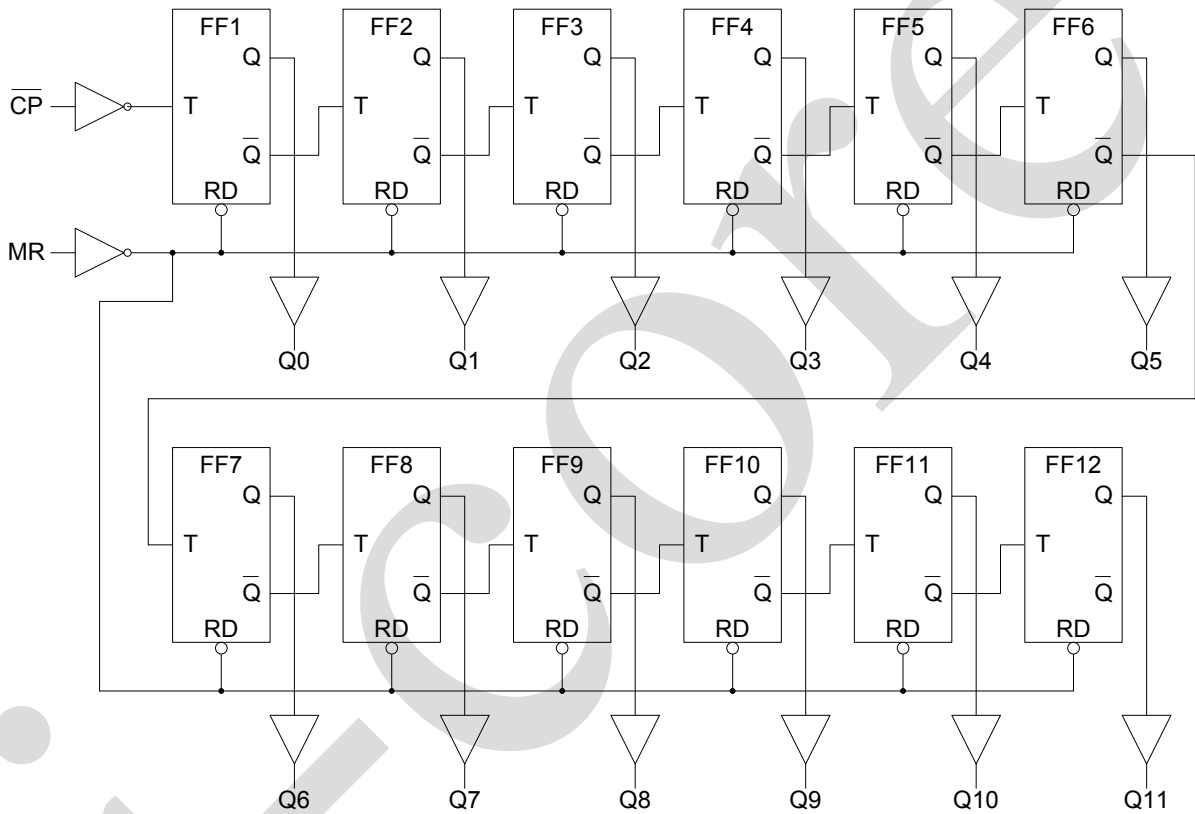 FF1 FF2 FF3 FF4 FF5 FF6
Q Q Q Q Q Q
C̅P̅ T T T T T T
Q̅ Q̅ Q̅ Q̅ Q̅ Q̅
RD RD RD RD RD RD
MR
Q0 Q1 Q2 Q3 Q4 Q5
FF7 FF8 FF9 FF10 FF11 FF12
Q Q Q Q Q Q
T T T T T T
Q̅ Q̅ Q̅ Q̅ Q̅ Q̅
RD RD RD RD RD RD
Q6 Q7 Q8 Q9 Q10 Q11
i-core